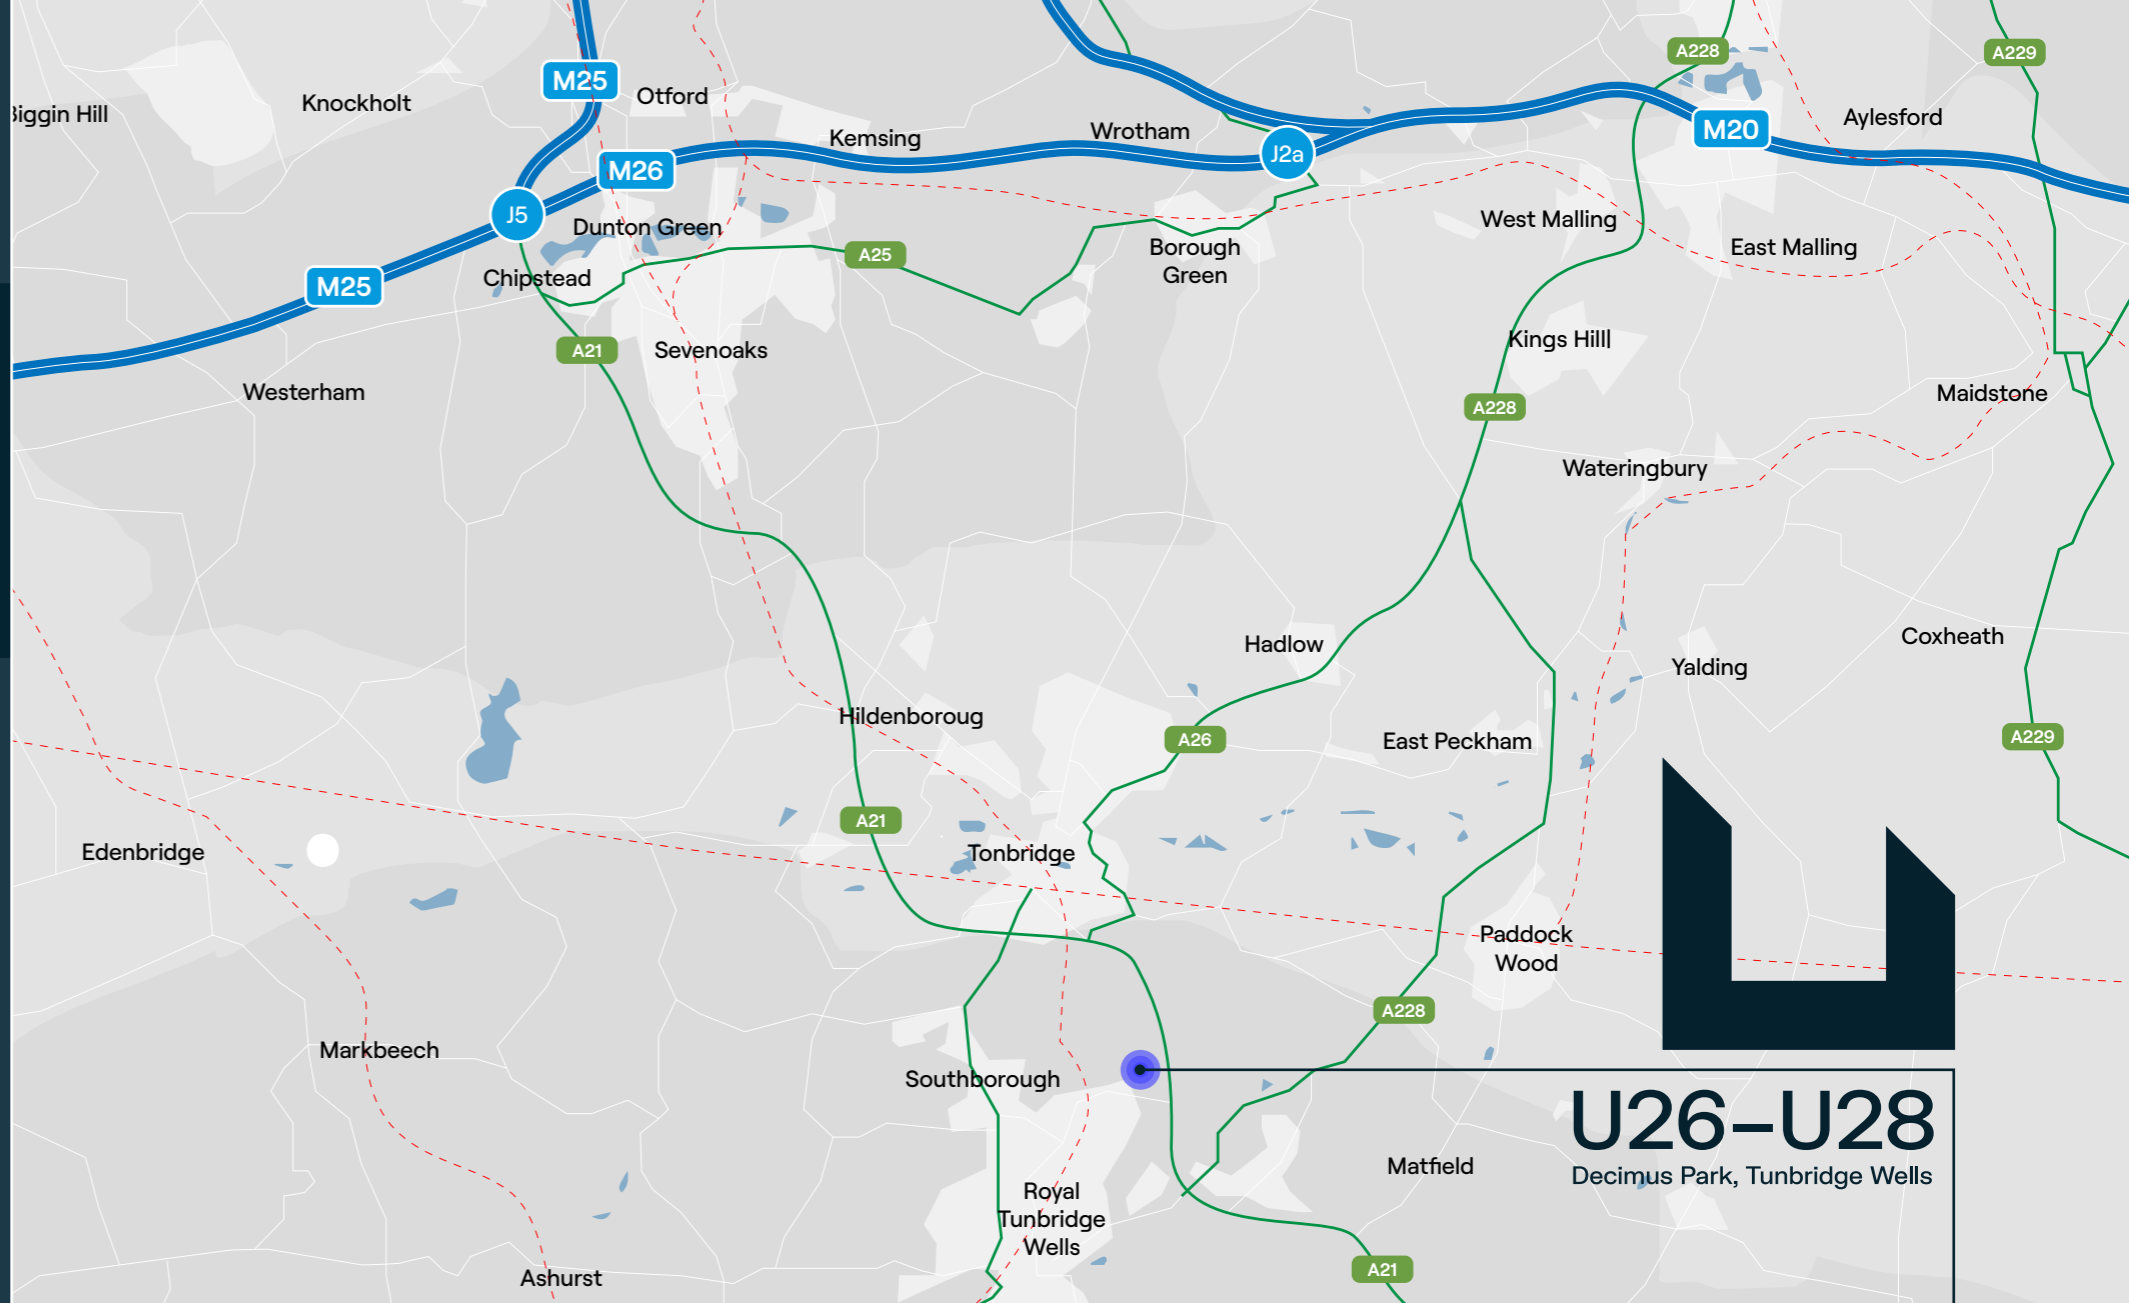 A228
A229
M25
Otford
Knockholt
Biggin Hill
Aylesford
Kemsing
Wrotham
M20
J2a
M26
J5
Dunton Green
West Malling
East Malling
A25
Borough
Green
Chipstead
M25
Kings Hilll
A21
Sevenoaks
Westerham
Maidstone
A228
Wateringbury
Hadlow
Coxheath
Yalding
Hildenboroug
A26
East Peckham
A229
A21
Edenbridge
Tonbridge
Paddock
Wood
A228
Markbeech
Southborough
U26–U28
Decimus Park, Tunbridge Wells
Matfield
Royal
Tunbridge
Wells
A21
Ashurst